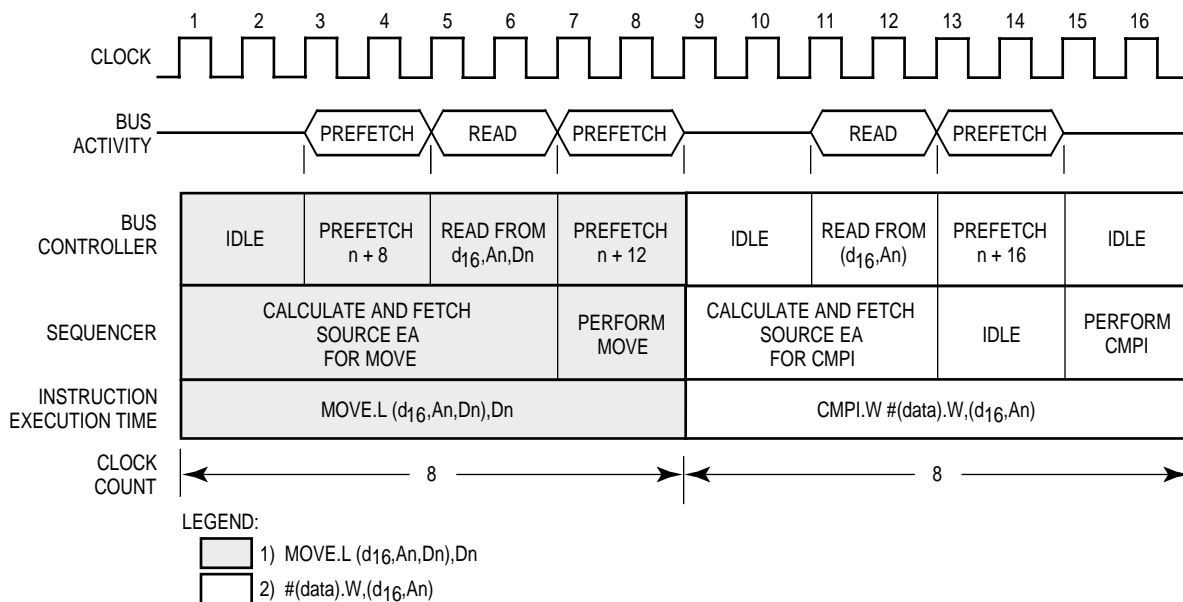 1 2 3 4 5 6 7 8 9 10 11 12 13 14 15 16
CLOCK
BUS
ACTIVITY
PREFETCH READ PREFETCH READ PREFETCH
BUS
CONTROLLER
IDLE
PREFETCH
n + 8
READ FROM
d16,An,Dn
PREFETCH
n + 12
IDLE
READ FROM
(d16,An)
PREFETCH
n + 16
IDLE
SEQUENCER
CALCULATE AND FETCH
SOURCE EA
FOR MOVE
PERFORM
MOVE
CALCULATE AND FETCH
SOURCE EA
FOR CMPI
IDLE
PERFORM
CMPI
INSTRUCTION
EXECUTION TIME
MOVE.L (d16,An,Dn),Dn
CMPI.W #(data).W,(d16,An)
CLOCK
COUNT
8 8
LEGEND:
1) MOVE.L (d16,An,Dn),Dn
2) #(data).W,(d16,An)